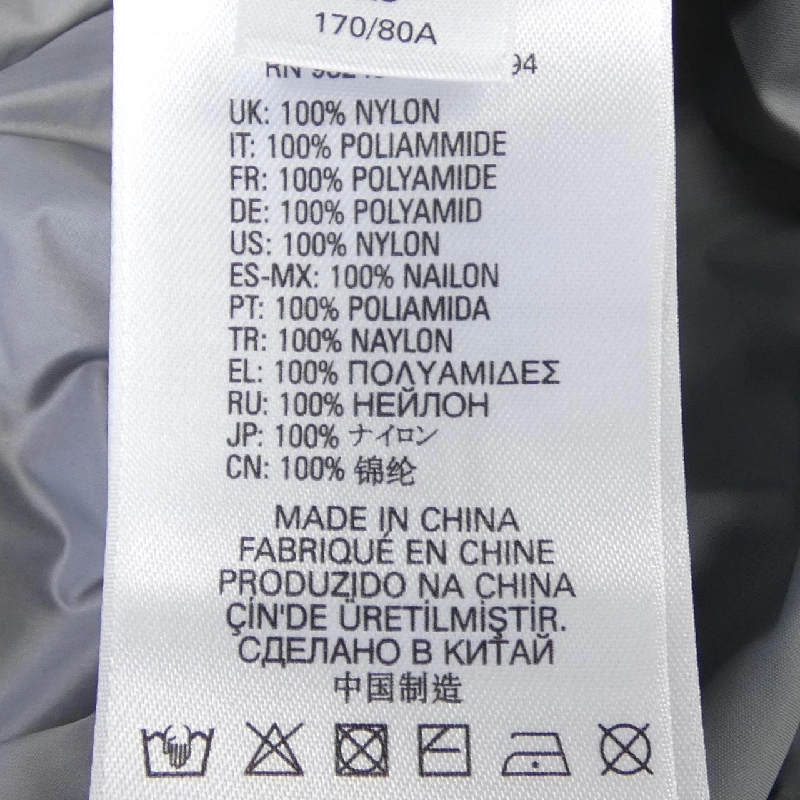 170/80A
RN 94
UK: 100% NYLON
IT: 100% POLIAMMIDE
FR: 100% POLYAMIDE
DE: 100% POLYAMID
US: 100% NYLON
ES-MX: 100% NAILON
PT: 100% POLIAMIDA
TR: 100% NAYLON
EL: 100% ΠΟΛΥΑΜΙΔΕΣ
RU: 100% НЕЙЛОН
JP: 100% ナイロン
CN: 100% 锦纶
MADE IN CHINA
FABRIQUÉ EN CHINE
PRODUZIDO NA CHINA
ÇİN'DE ÜRETİLMİŞTİR.
СДЕЛАНО В КИТАЙ
中国制造